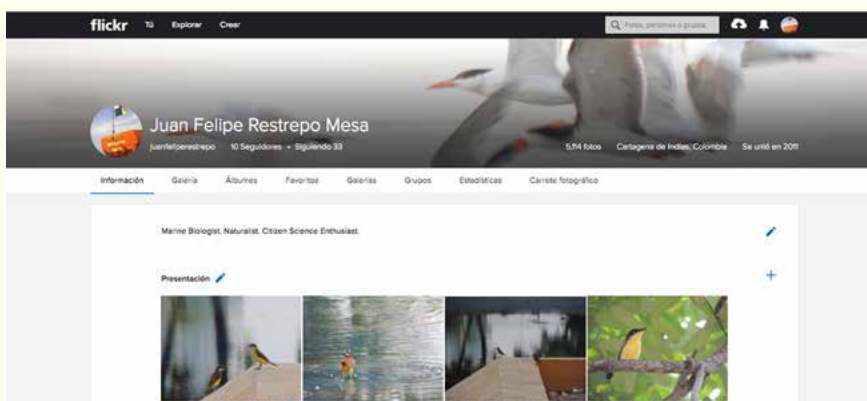 flickr Tú Explorar Crear Fotos, personas o grupos
Juan Felipe Restrepo Mesa
juanfeliperestrepo 10 Seguidores • Siguiendo 33 5,114 fotos Cartagena de Indias, Colombia Se unió en 2011
Información Galería Álbumes Favoritos Galerías Grupos Estadísticas Carrete fotográfico
Marine Biologist. Naturalist. Citizen Science Enthusiast.
Presentación